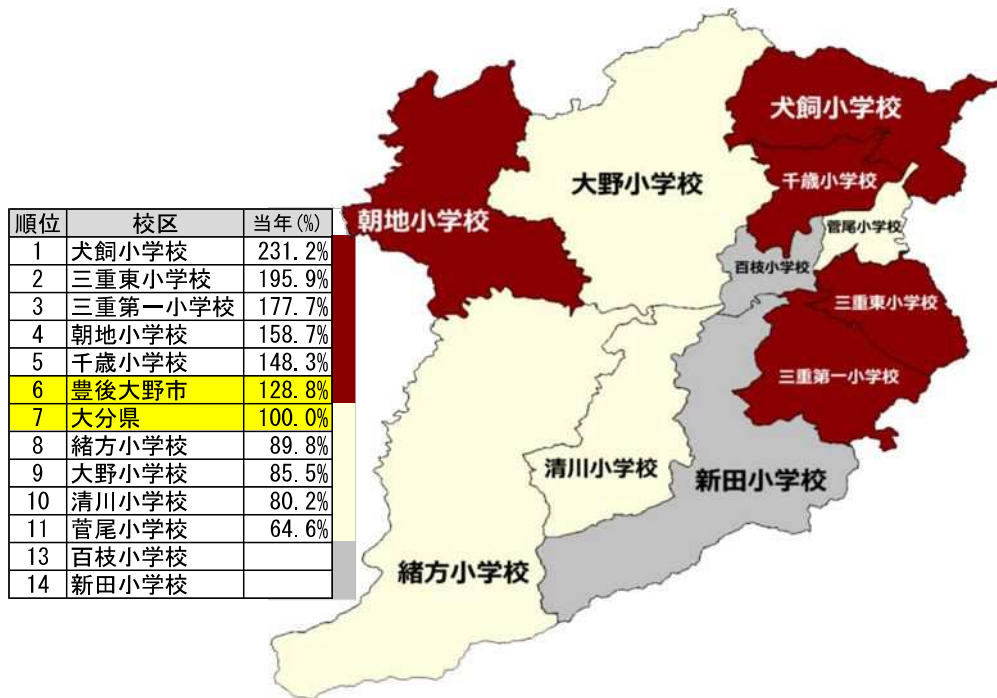 順位 校区 当年(%)
1 犬飼小学校 231.2%
2 三重東小学校 195.9%
3 三重第一小学校 177.7%
4 朝地小学校 158.7%
5 千歳小学校 148.3%
6 豊後大野市 128.8%
7 大分県 100.0%
8 緒方小学校 89.8%
9 大野小学校 85.5%
10 清川小学校 80.2%
11 菅尾小学校 64.6%
13 百枝小学校
14 新田小学校
犬飼小学校
大野小学校
千歳小学校
朝地小学校
菅尾小学校
百枝小学校
三重東小学校
三重第一小学校
清川小学校
新田小学校
緒方小学校